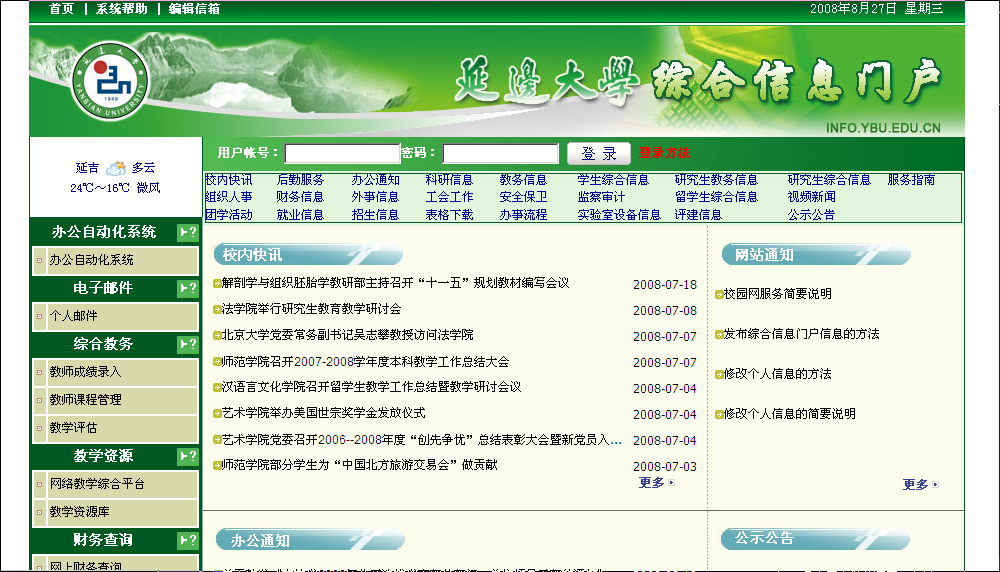 首页 | 系统帮助 | 编辑信箱 2008年8月27日 星期三
延邊大學 综合信息门户
延边大学
YANBIAN UNIVERSITY
1949
INFO.YBU.EDU.CN
延吉 多云
24℃～16℃ 微风
用户帐号： 密码： 登 录 登录方法
校内快讯 后勤服务 办公通知 科研信息 教务信息 学生综合信息 研究生教务信息 研究生综合信息 服务指南
组织人事 财务信息 外事信息 工会工作 安全保卫 监察审计 留学生综合信息 视频新闻
团学活动 就业信息 招生信息 表格下载 办事流程 实验室设备信息 评建信息 公示公告
办公自动化系统 ?
办公自动化系统
电子邮件 ?
个人邮件
综合教务 ?
教师成绩录入
教师课程管理
教学评估
教学资源 ?
网络教学综合平台
教学资源库
财务查询 ?
网上财务查询
校内快讯
解剖学与组织胚胎学教研部主持召开“十一五”规划教材编写会议 2008-07-18
法学院举行研究生教育教学研讨会 2008-07-08
北京大学党委常务副书记吴志攀教授访问法学院 2008-07-07
师范学院召开2007-2008学年度本科教学工作总结大会 2008-07-07
汉语言文化学院召开留学生教学工作总结暨教学研讨会议 2008-07-04
艺术学院举办美国世宗奖学金发放仪式 2008-07-04
艺术学院党委召开2006--2008年度“创先争优”总结表彰大会暨新党员入... 2008-07-04
师范学院部分学生为“中国北方旅游交易会”做贡献 2008-07-03
更多
网站通知
校园网服务简要说明
发布综合信息门户信息的方法
修改个人信息的方法
修改个人信息的简要说明
更多
办公通知
公示公告